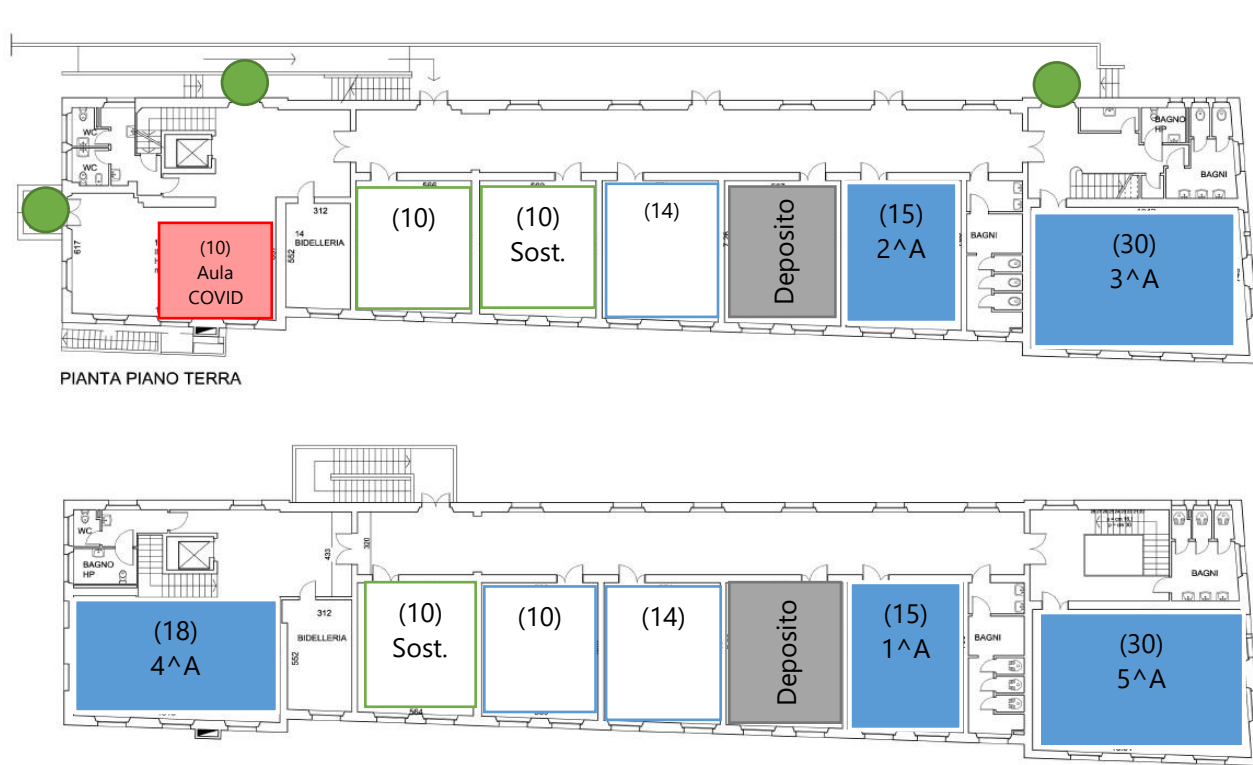 WC
WC
BAGNO
HP
BAGNI
617
(10)
Aula
COVID
312
14
BIDELLERIA
552
(10)
(10)
Sost.
(14)
Deposito
(15)
2^A
BAGNI
(30)
3^A
PIANTA PIANO TERRA
WC
BAGNO
HP
433
320
BAGNI
(18)
4^A
312
BIDELLERIA
552
(10)
Sost.
564
(10)
(14)
Deposito
(15)
1^A
BAGNI
(30)
5^A